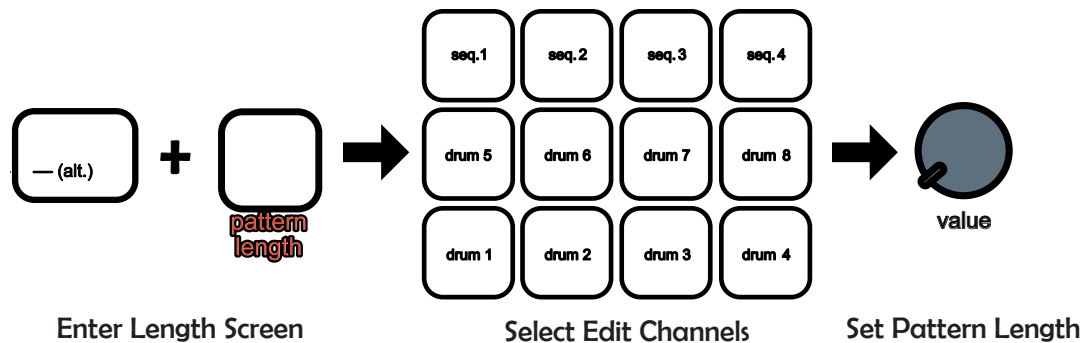 seq.1 seq.2 seq.3 seq.4
— (alt.) + drum 5 drum 6 drum 7 drum 8
pattern
length
value
drum 1 drum 2 drum 3 drum 4
Enter Length Screen Select Edit Channels Set Pattern Length